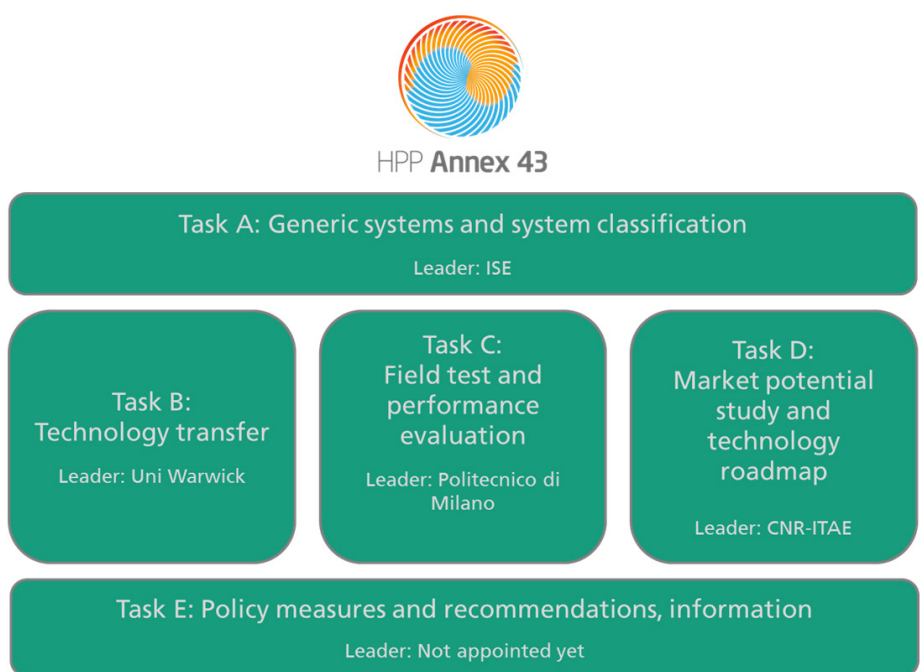 HPP Annex 43
Task A: Generic systems and system classification
Leader: ISE
Task B:
Technology transfer
Leader: Uni Warwick
Task C:
Field test and
performance
evaluation
Leader: Politecnico di
Milano
Task D:
Market potential
study and
technology
roadmap
Leader: CNR-ITAE
Task E: Policy measures and recommendations, information
Leader: Not appointed yet